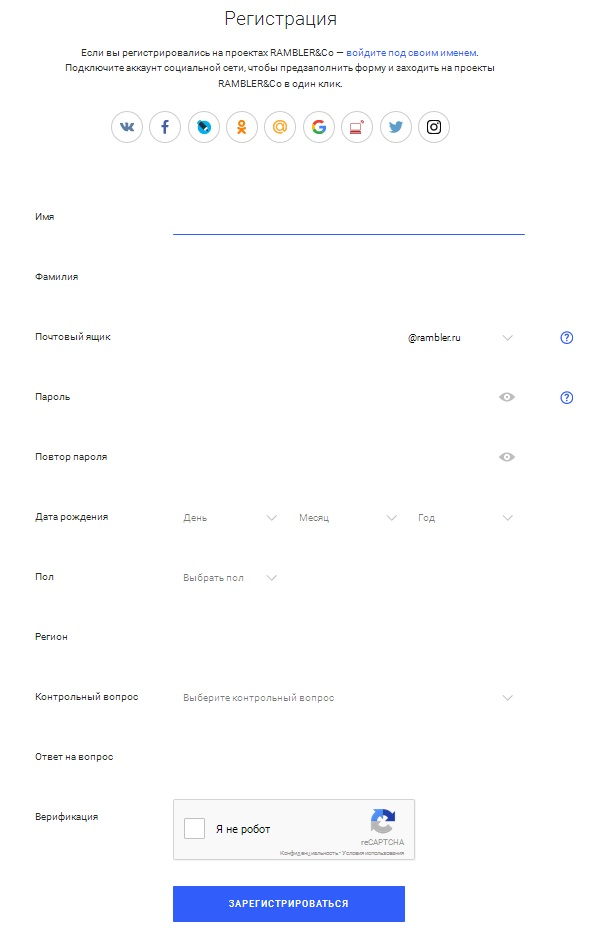 Регистрация
Если вы регистрировались на проектах RAMBLER&Co — войдите под своим именем.
Подключите аккаунт социальной сети, чтобы предзаполнить форму и заходить на проекты
RAMBLER&Co в один клик.
Имя
Фамилия
Почтовый ящик @rambler.ru
Пароль
Повтор пароля
Дата рождения День Месяц Год
Пол Выбрать пол
Регион
Контрольный вопрос Выберите контрольный вопрос
Ответ на вопрос
Верификация
Я не робот
reCAPTCHA
Конфиденциальность - Условия использования
ЗАРЕГИСТРИРОВАТЬСЯ